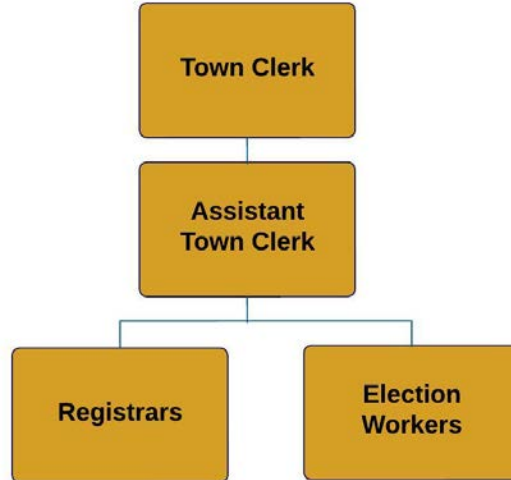 Town Clerk
Assistant
Town Clerk
Registrars
Election
Workers